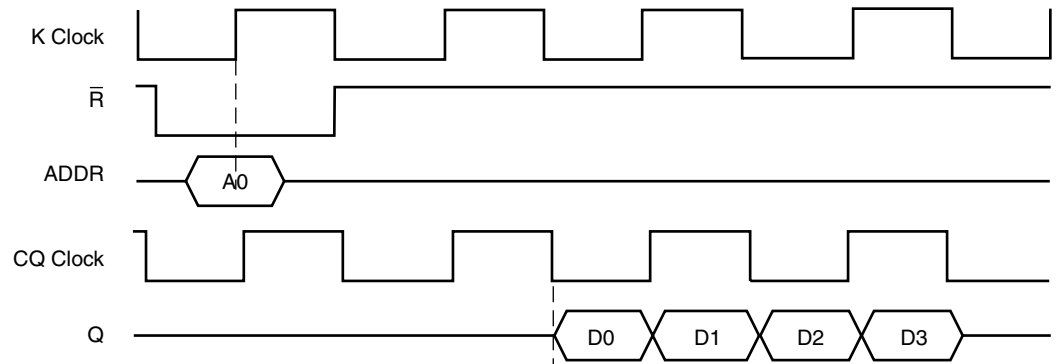 K Clock
R̅
ADDR A0
CQ Clock
Q D0 D1 D2 D3